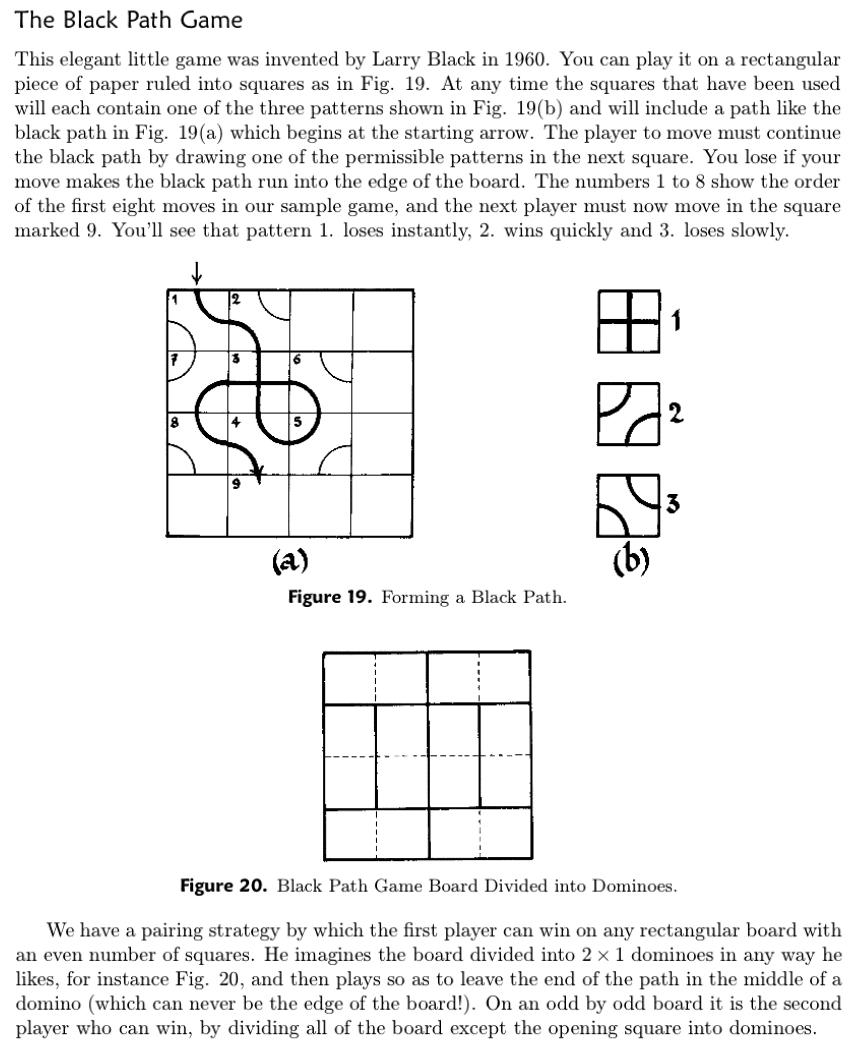 The Black Path Game
This elegant little game was invented by Larry Black in 1960. You can play it on a rectangular
piece of paper ruled into squares as in Fig. 19. At any time the squares that have been used
will each contain one of the three patterns shown in Fig. 19(b) and will include a path like the
black path in Fig. 19(a) which begins at the starting arrow. The player to move must continue
the black path by drawing one of the permissible patterns in the next square. You lose if your
move makes the black path run into the edge of the board. The numbers 1 to 8 show the order
of the first eight moves in our sample game, and the next player must now move in the square
marked 9. You'll see that pattern 1. loses instantly, 2. wins quickly and 3. loses slowly.
1 2
7 3 6
8 4 5
9
(a)
1
2
3
(b)
Figure 19. Forming a Black Path.
Figure 20. Black Path Game Board Divided into Dominoes.
We have a pairing strategy by which the first player can win on any rectangular board with
an even number of squares. He imagines the board divided into 2 × 1 dominoes in any way he
likes, for instance Fig. 20, and then plays so as to leave the end of the path in the middle of a
domino (which can never be the edge of the board!). On an odd by odd board it is the second
player who can win, by dividing all of the board except the opening square into dominoes.